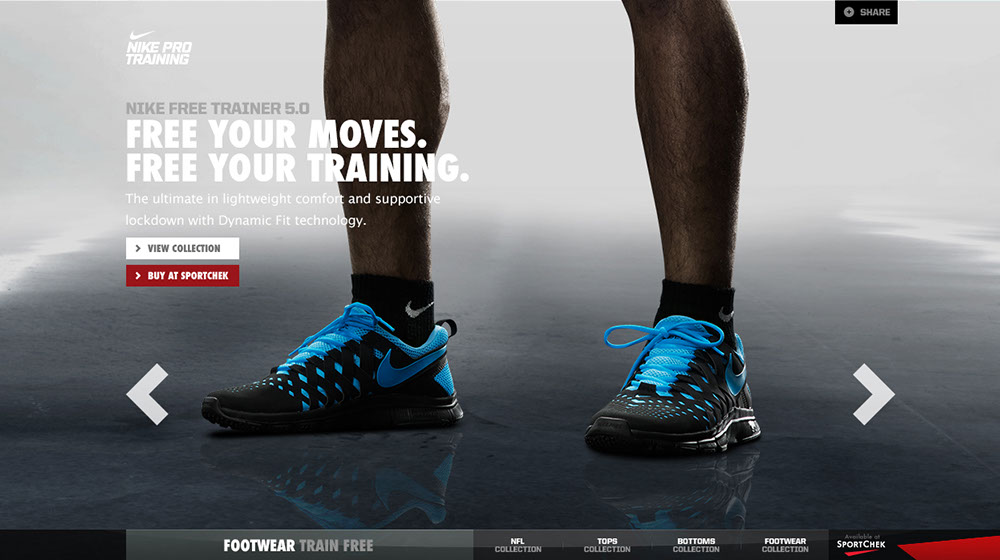 SHARE
NIKE PRO
TRAINING
NIKE FREE TRAINER 5.0
FREE YOUR MOVES.
FREE YOUR TRAINING.
The ultimate in lightweight comfort and supportive
lockdown with Dynamic Fit technology.
VIEW COLLECTION
BUY AT SPORTCHEK
FOOTWEAR TRAIN FREE
NFL
COLLECTION
TOPS
COLLECTION
BOTTOMS
COLLECTION
FOOTWEAR
COLLECTION
Available at
SPORTCHEK